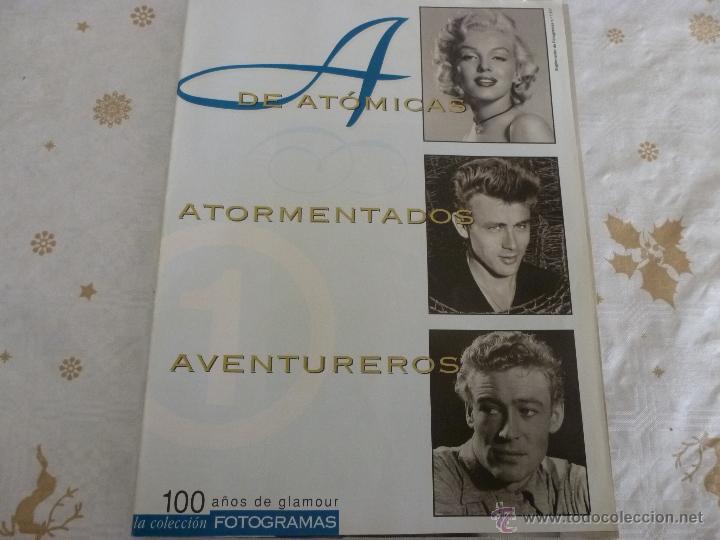 A
DE ATÓMICAS
ATORMENTADOS
1
AVENTUREROS
100 años de glamour
la colección FOTOGRAMAS
© www.todocoleccion.net